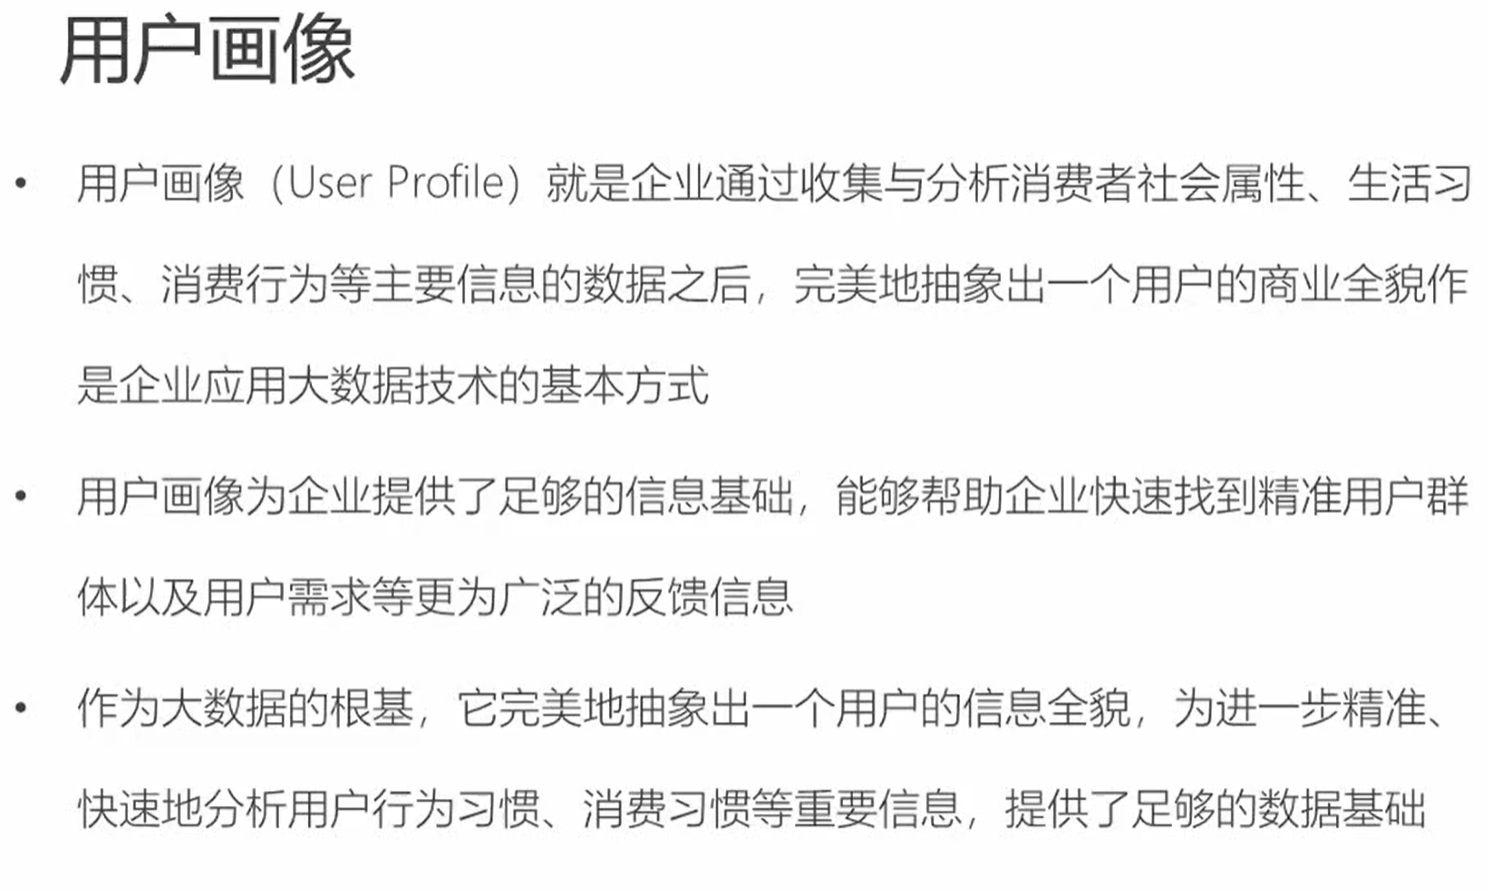 用户画像
• 用户画像（User Profile）就是企业通过收集与分析消费者社会属性、生活习
惯、消费行为等主要信息的数据之后，完美地抽象出一个用户的商业全貌作
是企业应用大数据技术的基本方式
• 用户画像为企业提供了足够的信息基础，能够帮助企业快速找到精准用户群
体以及用户需求等更为广泛的反馈信息
• 作为大数据的根基，它完美地抽象出一个用户的信息全貌，为进一步精准、
快速地分析用户行为习惯、消费习惯等重要信息，提供了足够的数据基础